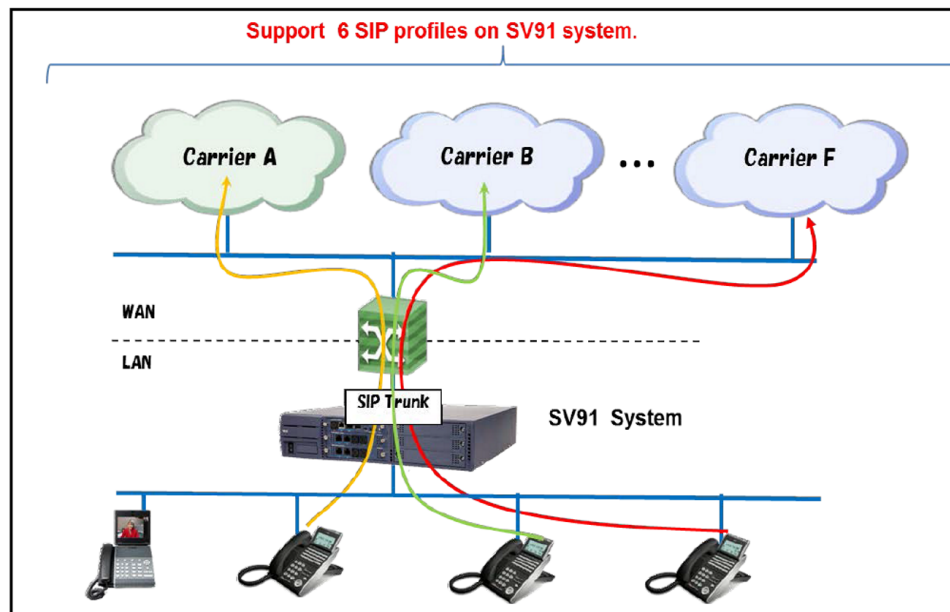 Support 6 SIP profiles on SV91 system.
Carrier A
Carrier B
...
Carrier F
WAN
LAN
SIP Trunk
SV91 System